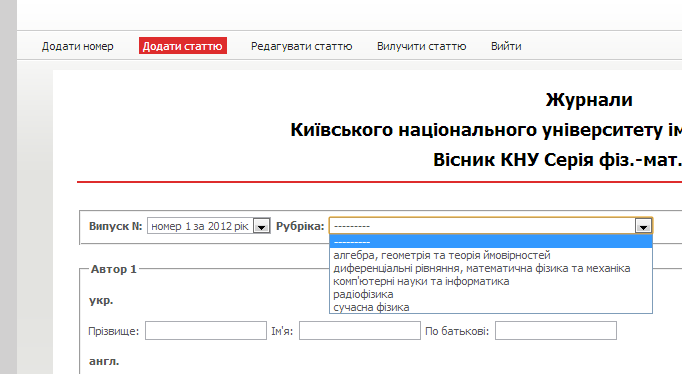 Додати номер Додати статтю Редагувати статтю Вилучити статтю Вийти
Журнали
Київського національного університету
Вісник КНУ Серія фіз.-мат.
Випуск №: номер 1 за 2012 рік Рубрика: ---------
---------
алгебра, геометрія та теорія ймовірностей
диференціальні рівняння, математична фізика та механіка
комп'ютерні науки та інформатика
радіофізика
сучасна фізика
Автор 1
укр.
Прізвище: Ім'я: По батькові:
англ.